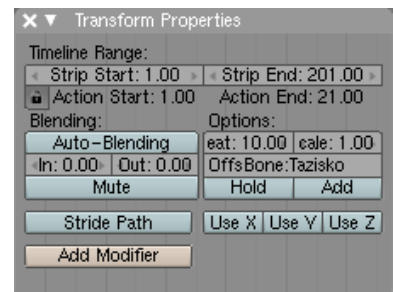 Transform Properties
Timeline Range:
Strip Start: 1.00 Strip End: 201.00
Action Start: 1.00 Action End: 21.00
Blending: Options:
Auto-Blending eat: 10.00 cale: 1.00
In: 0.00 Out: 0.00 OffsBone:Tazisko
Mute Hold Add
Stride Path Use X Use Y Use Z
Add Modifier